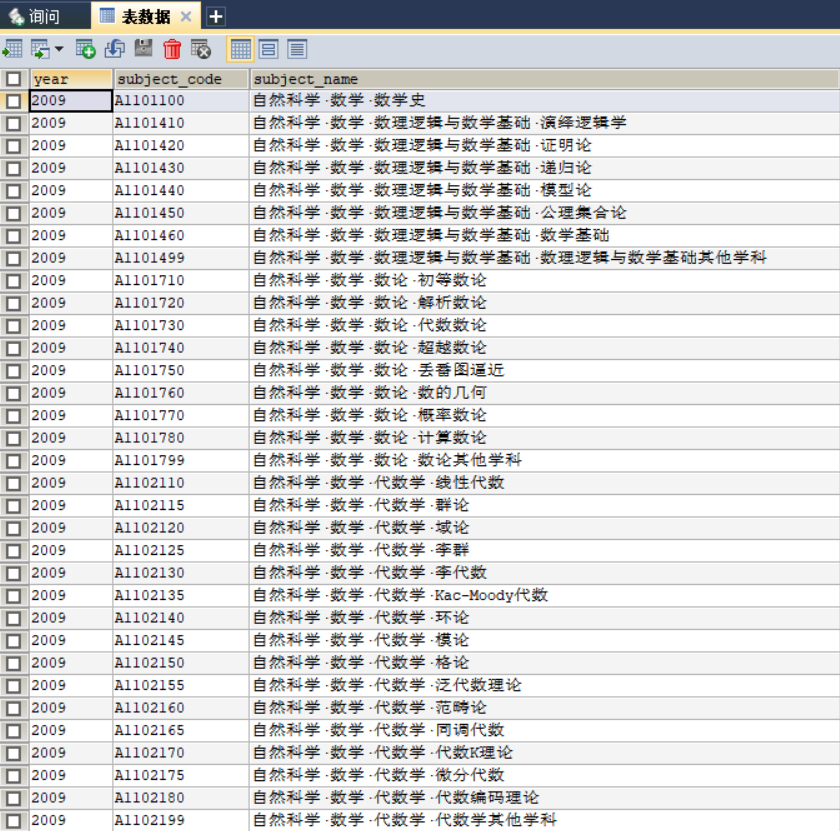 询问 表数据
year subject_code subject_name
2009 A1101100 自然科学·数学·数学史
2009 A1101410 自然科学·数学·数理逻辑与数学基础·演绎逻辑学
2009 A1101420 自然科学·数学·数理逻辑与数学基础·证明论
2009 A1101430 自然科学·数学·数理逻辑与数学基础·递归论
2009 A1101440 自然科学·数学·数理逻辑与数学基础·模型论
2009 A1101450 自然科学·数学·数理逻辑与数学基础·公理集合论
2009 A1101460 自然科学·数学·数理逻辑与数学基础·数学基础
2009 A1101499 自然科学·数学·数理逻辑与数学基础·数理逻辑与数学基础其他学科
2009 A1101710 自然科学·数学·数论·初等数论
2009 A1101720 自然科学·数学·数论·解析数论
2009 A1101730 自然科学·数学·数论·代数数论
2009 A1101740 自然科学·数学·数论·超越数论
2009 A1101750 自然科学·数学·数论·丢番图逼近
2009 A1101760 自然科学·数学·数论·数的几何
2009 A1101770 自然科学·数学·数论·概率数论
2009 A1101780 自然科学·数学·数论·计算数论
2009 A1101799 自然科学·数学·数论·数论其他学科
2009 A1102110 自然科学·数学·代数学·线性代数
2009 A1102115 自然科学·数学·代数学·群论
2009 A1102120 自然科学·数学·代数学·域论
2009 A1102125 自然科学·数学·代数学·李群
2009 A1102130 自然科学·数学·代数学·李代数
2009 A1102135 自然科学·数学·代数学·Kac-Moody代数
2009 A1102140 自然科学·数学·代数学·环论
2009 A1102145 自然科学·数学·代数学·模论
2009 A1102150 自然科学·数学·代数学·格论
2009 A1102155 自然科学·数学·代数学·泛代数理论
2009 A1102160 自然科学·数学·代数学·范畴论
2009 A1102165 自然科学·数学·代数学·同调代数
2009 A1102170 自然科学·数学·代数学·代数K理论
2009 A1102175 自然科学·数学·代数学·微分代数
2009 A1102180 自然科学·数学·代数学·代数编码理论
2009 A1102199 自然科学·数学·代数学·代数学其他学科